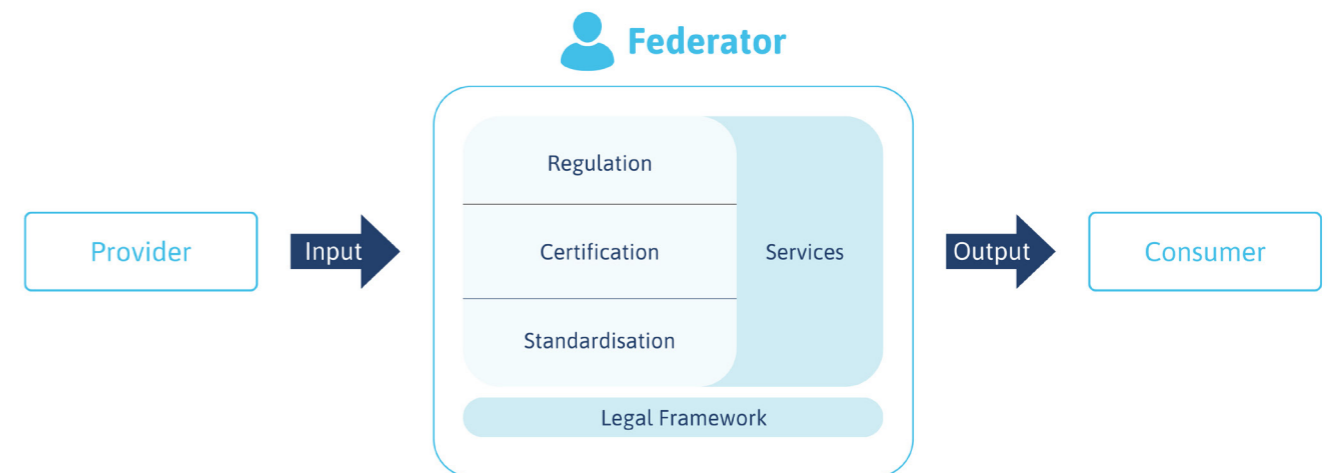 Federator
Regulation
Provider
Input
Certification
Services
Output
Consumer
Standardisation
Legal Framework